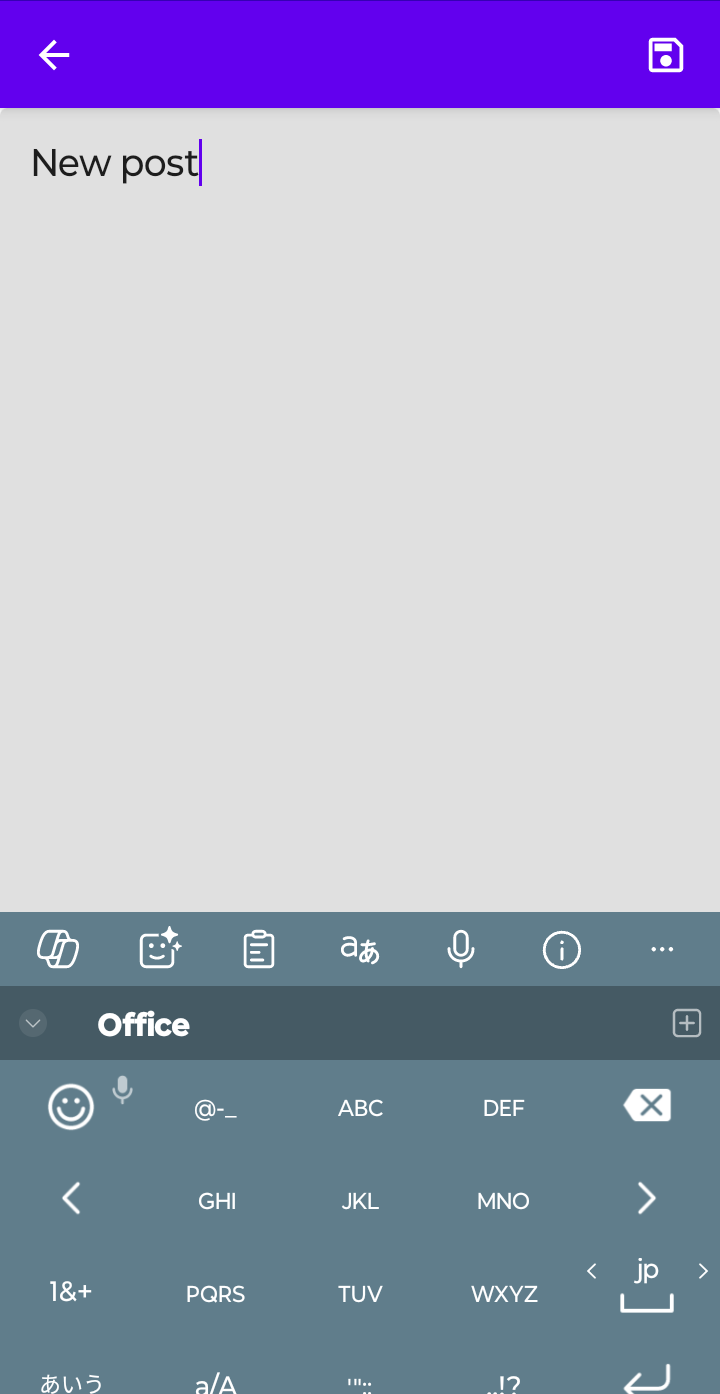 New post
aあ
Office
@-_
ABC
DEF
GHI
JKL
MNO
1&+
PQRS
TUV
WXYZ
< jp >
あいう
a/A
'":;
.,!?